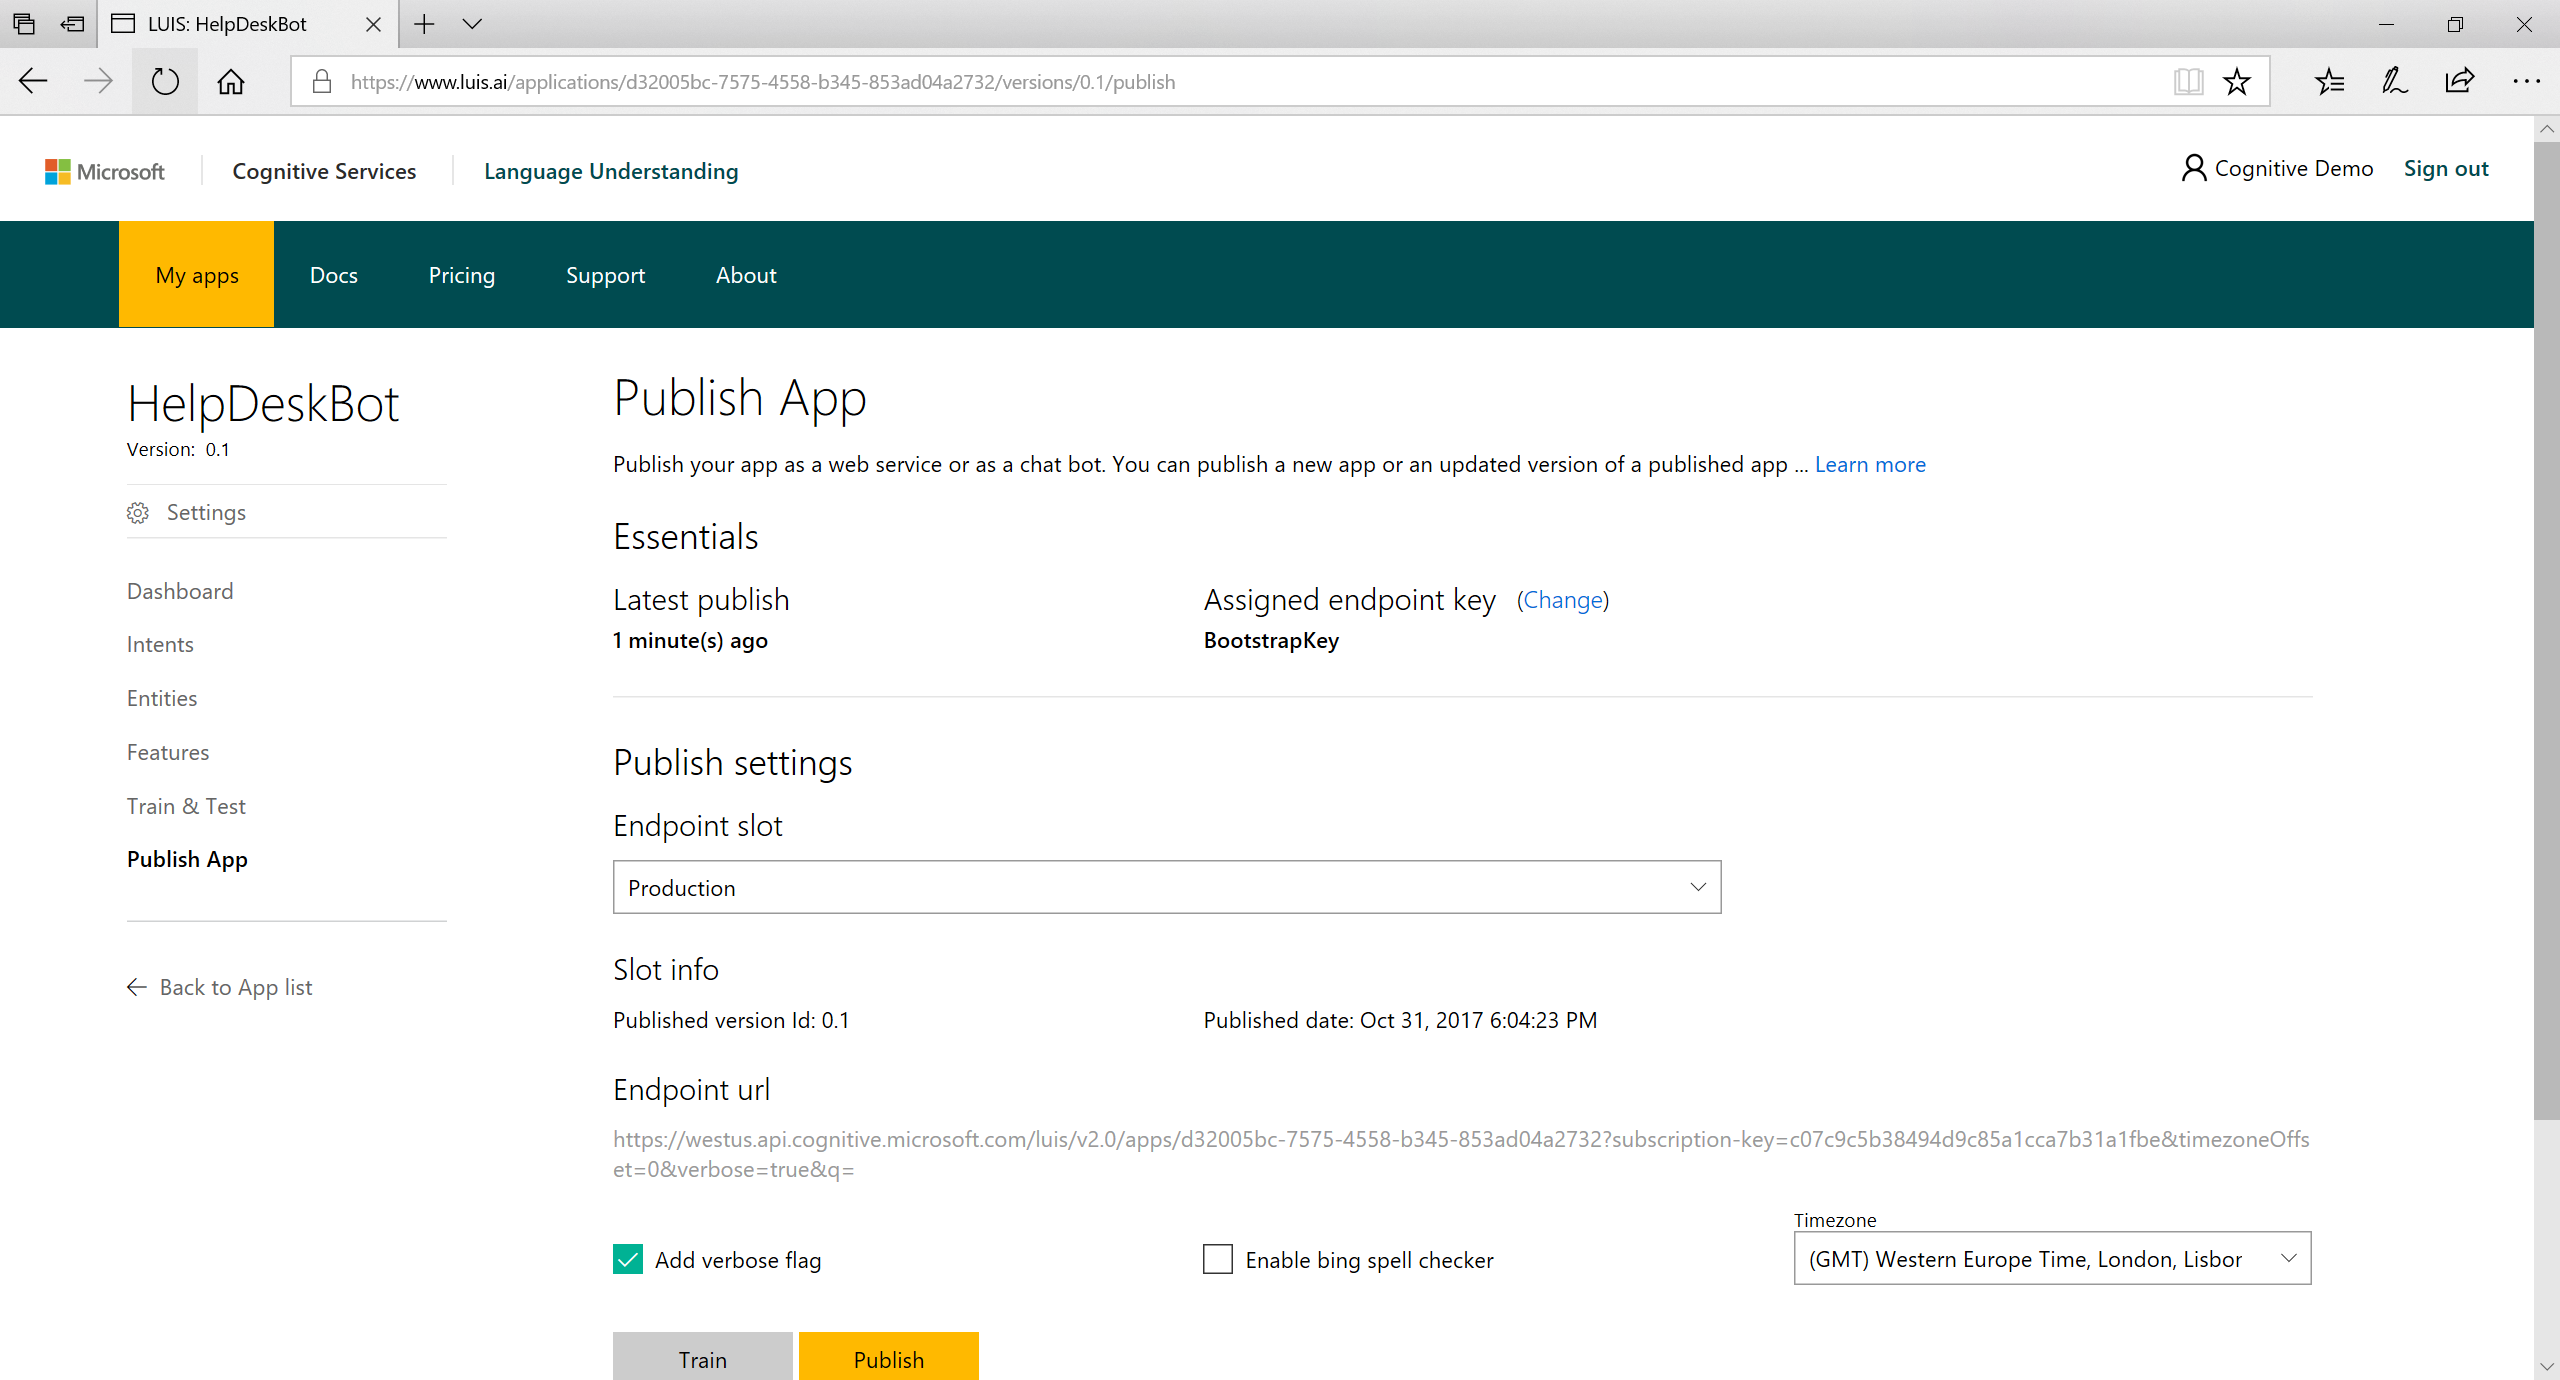 LUIS: HelpDeskBot
https://www.luis.ai/applications/d32005bc-7575-4558-b345-853ad04a2732/versions/0.1/publish
Microsoft
Cognitive Services
Language Understanding
Cognitive Demo
Sign out
My apps
Docs
Pricing
Support
About
HelpDeskBot
Version: 0.1
Settings
Dashboard
Intents
Entities
Features
Train & Test
Publish App
Back to App list
Publish App
Publish your app as a web service or as a chat bot. You can publish a new app or an updated version of a published app ... Learn more
Essentials
Latest publish
1 minute(s) ago
Assigned endpoint key (Change)
BootstrapKey
Publish settings
Endpoint slot
Production
Slot info
Published version Id: 0.1
Published date: Oct 31, 2017 6:04:23 PM
Endpoint url
https://westus.api.cognitive.microsoft.com/luis/v2.0/apps/d32005bc-7575-4558-b345-853ad04a2732?subscription-key=c07c9c5b38494d9c85a1cca7b31a1fbe&timezoneOffs
et=0&verbose=true&q=
Add verbose flag
Enable bing spell checker
Timezone
(GMT) Western Europe Time, London, Lisbor
Train
Publish